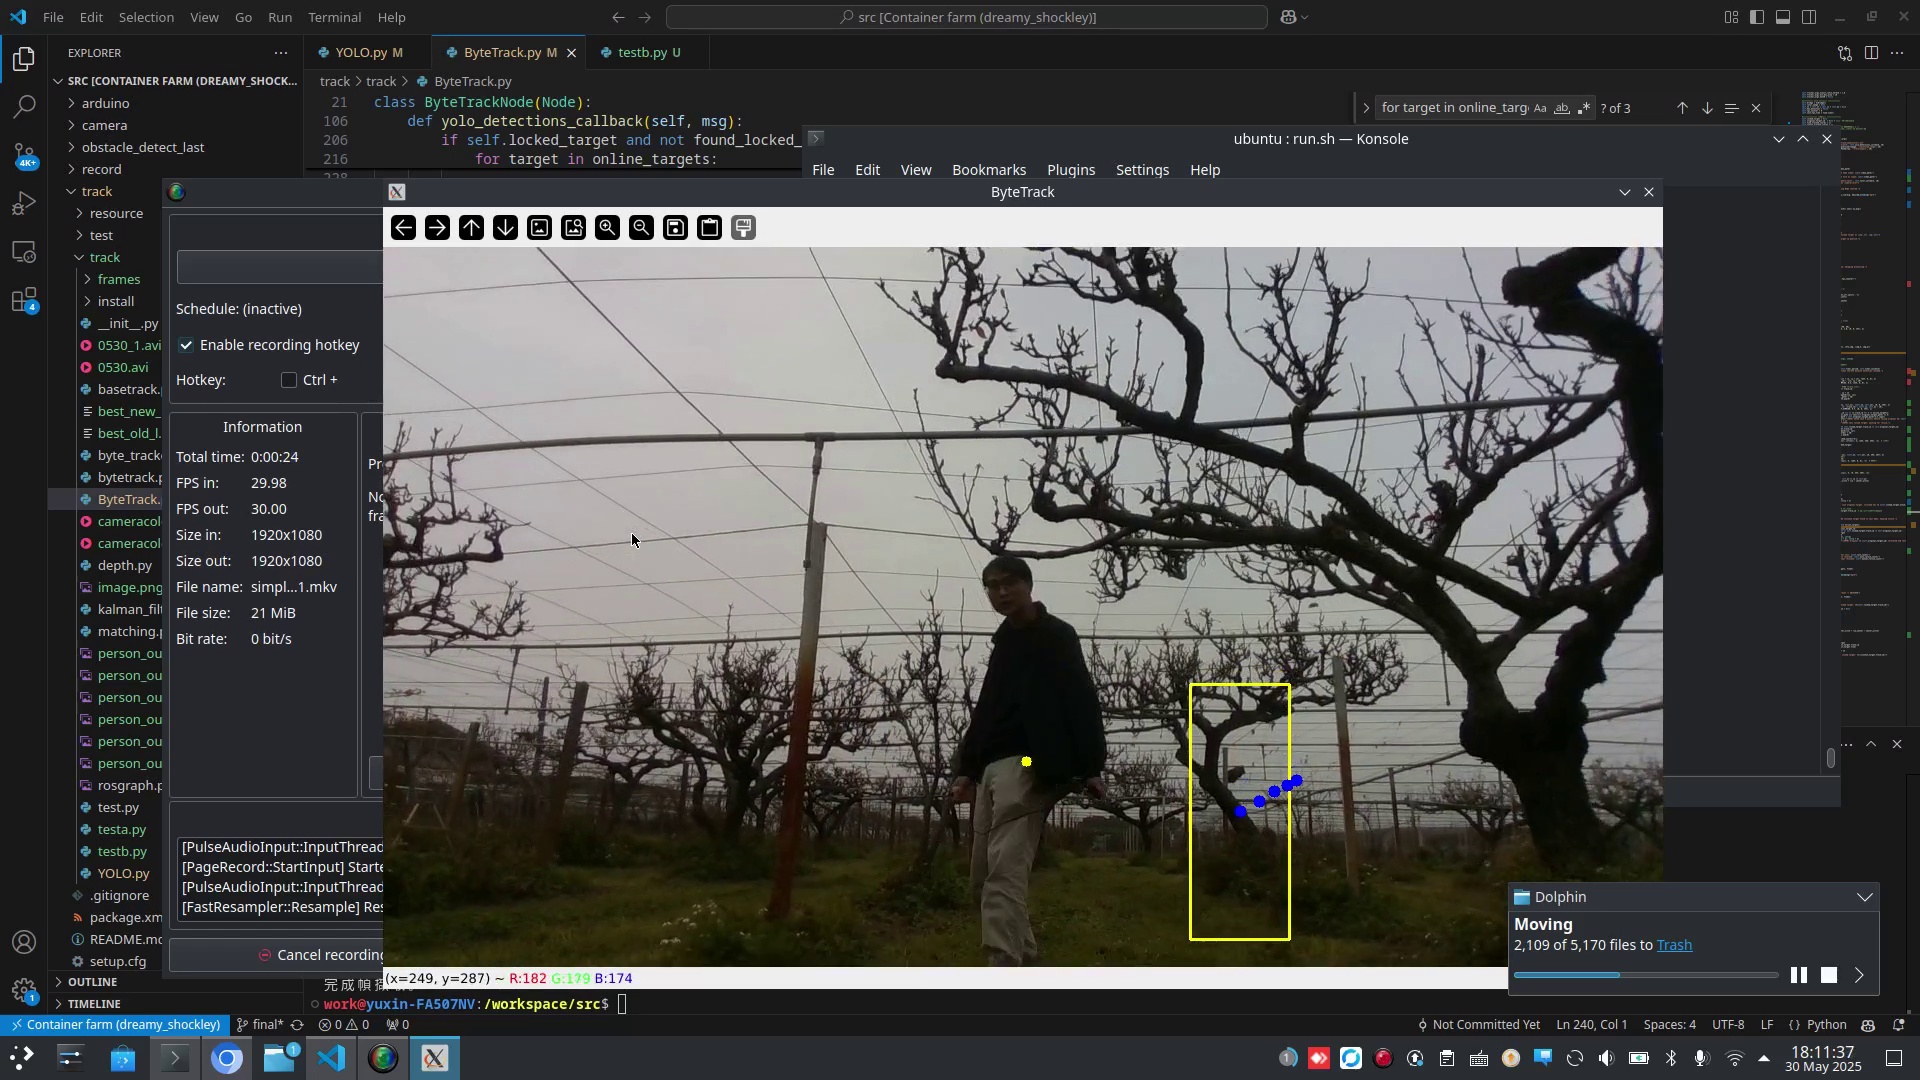 File Edit Selection View Go Run Terminal Help
src [Container farm (dreamy_shockley)]
EXPLORER
SRC [CONTAINER FARM (DREAMY_SHOCK...
arduino
camera
obstacle_detect_last
record
track
resource
test
track
frames
install
__init__.py
0530_1.avi
0530.avi
basetrack.
best_new_
best_old_l.
byte_track
bytetrack.p
ByteTrack.
cameracol
cameracol
depth.py
image.png
kalman_filt
matching.p
person_ou
person_ou
person_ou
person_ou
person_ou
person_ou
rosgraph.p
test.py
testa.py
testb.py
YOLO.py
.gitignore
package.xm
README.md
setup.cfg
OUTLINE
TIMELINE
YOLO.py M
ByteTrack.py M
testb.py U
track > track > ByteTrack.py
21 class ByteTrackNode(Node):
106 def yolo_detections_callback(self, msg):
206 if self.locked_target and not found_locked_
216 for target in online_targets:
for target in online_targ Aa ab ? of 3
ubuntu : run.sh — Konsole
File Edit View Bookmarks Plugins Settings Help
ByteTrack
Schedule: (inactive)
Enable recording hotkey
Hotkey: Ctrl +
Information
Total time: 0:00:24
FPS in: 29.98
FPS out: 30.00
Size in: 1920x1080
Size out: 1920x1080
File name: simpl...1.mkv
File size: 21 MiB
Bit rate: 0 bit/s
[PulseAudioInput::InputThread
[PageRecord::StartInput] Starte
[PulseAudioInput::InputThread
[FastResampler::Resample] Res
Cancel recording
(x=249, y=287) ~ R:182 G:179 B:174
work@yuxin-FA507NV:/workspace/src$
Dolphin
Moving
2,109 of 5,170 files to Trash
Container farm (dreamy_shockley) final* 0 0 0
Not Committed Yet Ln 240, Col 1 Spaces: 4 UTF-8 LF {} Python
18:11:37
30 May 2025